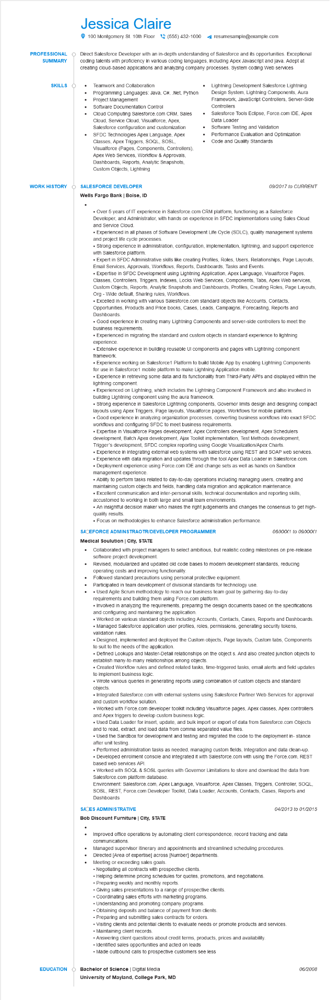 Jessica Claire
100 Montgomery St. 10th Floor (555) 432-1000 resumesample@example.com
PROFESSIONAL SUMMARY
Direct Salesforce Developer with an in-depth understanding of Salesforce and its opportunities. Exceptional
coding talents with proficiency in various coding languages, including Apex Javascript and java. Adept at
creating cloud-based applications and analyzing company processes. System coding Web services
SKILLS
• Teamwork and Collaboration
• Programming Languages: Java, C#, .Net, Python
• Project Management
• Software Documentation Control
• Cloud Computing Salesforce.com CRM, Sales
Cloud, Service Cloud, Visualforce, Apex,
Salesforce configuration and customization
• SFDC Technologies Apex Language, Apex
Classes, Apex Triggers, SOQL, SOSL,
Visualforce (Pages, Components, Controllers),
Apex Web Services, Workflow & Approvals,
Dashboards, Reports, Analytic Snapshots,
Custom Objects, Lightning
• Lightning Development Salesforce Lightning
Design System, Lightning Components, Aura
Framework, JavaScript Controllers, Server-Side
Controllers
• Salesforce Tools Eclipse, Force.com IDE, Apex
Data Loader
• Software Testing and Validation
• Performance Evaluation and Optimization
• Code and Quality Standards
WORK HISTORY
SALESFORCE DEVELOPER 09/2017 to CURRENT
Wells Fargo Bank | Boise, ID
•
• Over 5 years of IT experience in Salesforce.com CRM platform, functioning as a Salesforce
Developer, and Administrator, with hands on experience in SFDC implementations using Sales Cloud
and Service Cloud.
• Experienced in all phases of Software Development Life Cycle (SDLC), quality management systems
and project life cycle processes.
• Strong experience in administration, configuration, implementation, lightning, and support experience
with Salesforce platform.
• Expert in SFDC Administrative skills like creating Profiles, Roles, Users, Relationships, Page Layouts,
Email Services, Approvals, Workflows, Reports, Dashboards, Tasks and Events.
• Expertise in SFDC Development using Lightning Application, Apex Language, Visualforce Pages,
Classes, Controllers, Triggers, Indexes, Locks Web Services, Components, Tabs, Apex Web services,
Custom Objects, Reports, Analytic Snapshots and Dashboards, Profiles, Creating Roles, Page Layouts,
Org - Wide default, Sharing rules, Workflows.
• Excelled in working with various Salesforce.com standard objects like Accounts, Contacts,
Opportunities, Products and Price books, Cases, Leads, Campaigns, Forecasting, Reports and
Dashboards.
• Good experience in creating many Lightning Components and server-side controllers to meet the
business requirements.
• Experienced in migrating the standard and custom objects in standard experience to lightning
experience.
• Extensive experience in building reusable UI components and pages with Lightning component
framework.
• Experience working on Salesforce1 Platform to build Mobile App by enabling Lightning Components
for use in Salesforce1 mobile platform to make Lightning Application mobile.
• Experience in retrieving some data and its functionality from Third-Party API's and displayed within the
lightning component.
• Experienced on Lightning, which includes the Lightning Component Framework and also involved in
building Lightning component using the aura framework.
• Strong experience in Salesforce Lightning components, Governor limits design and designing compact
layouts using Apex Triggers, Page layouts, Visualforce pages, Workflows for mobile platform.
• Good experience in analyzing organization processes, converting business workflows into exact SFDC
workflows and configuring SFDC to meet business requirements.
• Expertise in Visualforce Pages development, Apex Controllers development, Apex Schedulers
development, Batch Apex development, Ajax Toolkit implementation, Test Methods development,
Trigger's development, SFDC complex reporting using Google Visualization/Apex Charts.
• Experience in integrating external web systems with salesforce using REST and SOAP web services.
• Experience with data migration and updates through the tool Apex Data Loader in Salesforce.com.
• Deployment experience using Force.com IDE and change sets as well as hands on Sandbox
management experience.
• Ability to perform tasks related to day-to-day operations including managing users, creating and
maintaining custom objects and fields, handling data migration and application maintenance.
• Excellent communication and inter-personal skills, technical documentation and reporting skills,
accustomed to working in both large and small team environments.
• An insightful decision maker who makes the right judgements and changes the consensus to get high-
quality results.
• Focus on methodologies to enhance Salesforce administration performance.
SALEFORCE ADMINSTRAOTR/DEVELOPER PROGRAMMER 06/XXX1 to 09/XXX1
Medical Soulution | City, STATE
• Collaborated with project managers to select ambitious, but realistic coding milestones on pre-release
software project development.
• Revised, modularized and updated old code bases to modern development standards, reducing
operating costs and improving functionality.
• Followed standard precautions using personal protective equipment.
• Participated in team development of divisional standards for technology use.
• • Used Agile Scrum methodology to reach our business team goal by gathering day-to-day
requirements and building them using Force.com platform.
• Involved in analyzing the requirements, preparing the design documents based on the specifications
and configuring and maintaining the application.
• Worked on various standard objects including Accounts, Contacts, Cases, Reports and Dashboards.
• Managed Salesforce application user profiles, roles, permissions, generating security tokens,
validation rules.
• Designed, implemented and deployed the Custom objects, Page layouts, Custom tabs, Components
to suit to the needs of the application.
• Defined Lookups and Master-Detail relationships on the object s. And also created junction objects to
establish many-to-many relationships among objects.
• Created Workflow rules and defined related tasks, time-triggered tasks, email alerts and field updates
to implement business logic.
• Wrote various queries in generating reports using combination of custom objects and standard
objects.
• Integrated Salesforce.com with external systems using Salesforce Partner Web Services for approval
and custom workflow solution.
• Worked with Force.com developer toolkit including Visualforce pages, Apex classes, Apex controllers
and Apex triggers to develop custom business logic.
• Used Data Loader for insert, update, and bulk import or export of data from Salesforce.com Objects
and to read, extract, and load data from comma separated value files.
• Used the Sandbox for development and testing and migrated the code to the deployment in- stance
after unit testing.
• Performed administration tasks as needed, managing custom fields, Integration and data clean-up.
• Developed enrolment console and integrated it with Salesforce.com with using the Force.com, REST
based web services API.
• Worked with SOQL & SOSL queries with Governor Limitations to store and download the data from
Salesforce.com platform database.
Environment: Salesforce.com, Apex Language, Visualforce, Apex Classes, Triggers, Controller, SOQL,
SOSL, REST, Force.com Developer Toolkit, Data Loader, Accounts, Contacts, Cases, Reports and
Dashboards
SALES ADMINISTRATIVE 04/2013 to 01/2015
Bob Discount Furniture | City, STATE
•
• Improved office operations by automating client correspondence, record tracking and data
communications.
• Managed supervisor itinerary and appointments and streamlined scheduling procedures.
• Directed [Area of expertise] across [Number] departments.
• Meeting or exceeding sales goals.
• Negotiating all contracts with prospective clients.
• Helping determine pricing schedules for quotes, promotions, and negotiations.
• Preparing weekly and monthly reports.
• Giving sales presentations to a range of prospective clients.
• Coordinating sales efforts with marketing programs.
• Understanding and promoting company programs.
• Obtaining deposits and balance of payment from clients.
• Preparing and submitting sales contracts for orders.
• Visiting clients and potential clients to evaluate needs or promote products and services.
• Maintaining client records.
• Answering client questions about credit terms, products, prices and availability.
• Identified sales opportunities and acted on leads
• Made outbound calls to prospective customers see less
EDUCATION
Bachelor of Science | Digital Media 06/2008
University of Mayland, College Park, MD